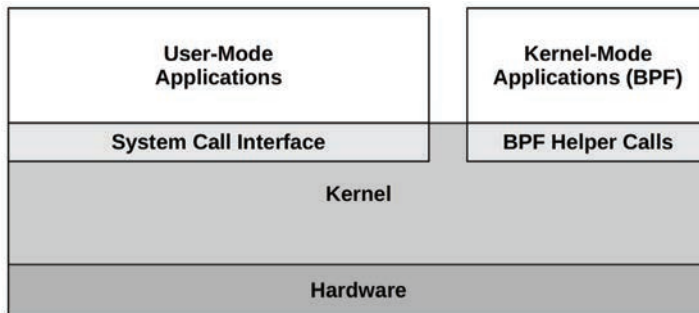 User-Mode
Applications
Kernel-Mode
Applications (BPF)
System Call Interface
BPF Helper Calls
Kernel
Hardware